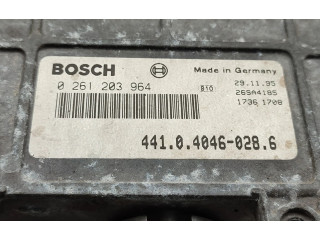 BOSCH
Made in Germany
0 261 203 964
B10
29.11.95
26SA4185
1736 1708
441.0.4046-028.6